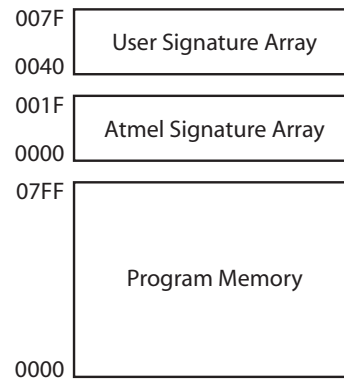 007F
User Signature Array
0040
001F
Atmel Signature Array
0000
07FF
Program Memory
0000